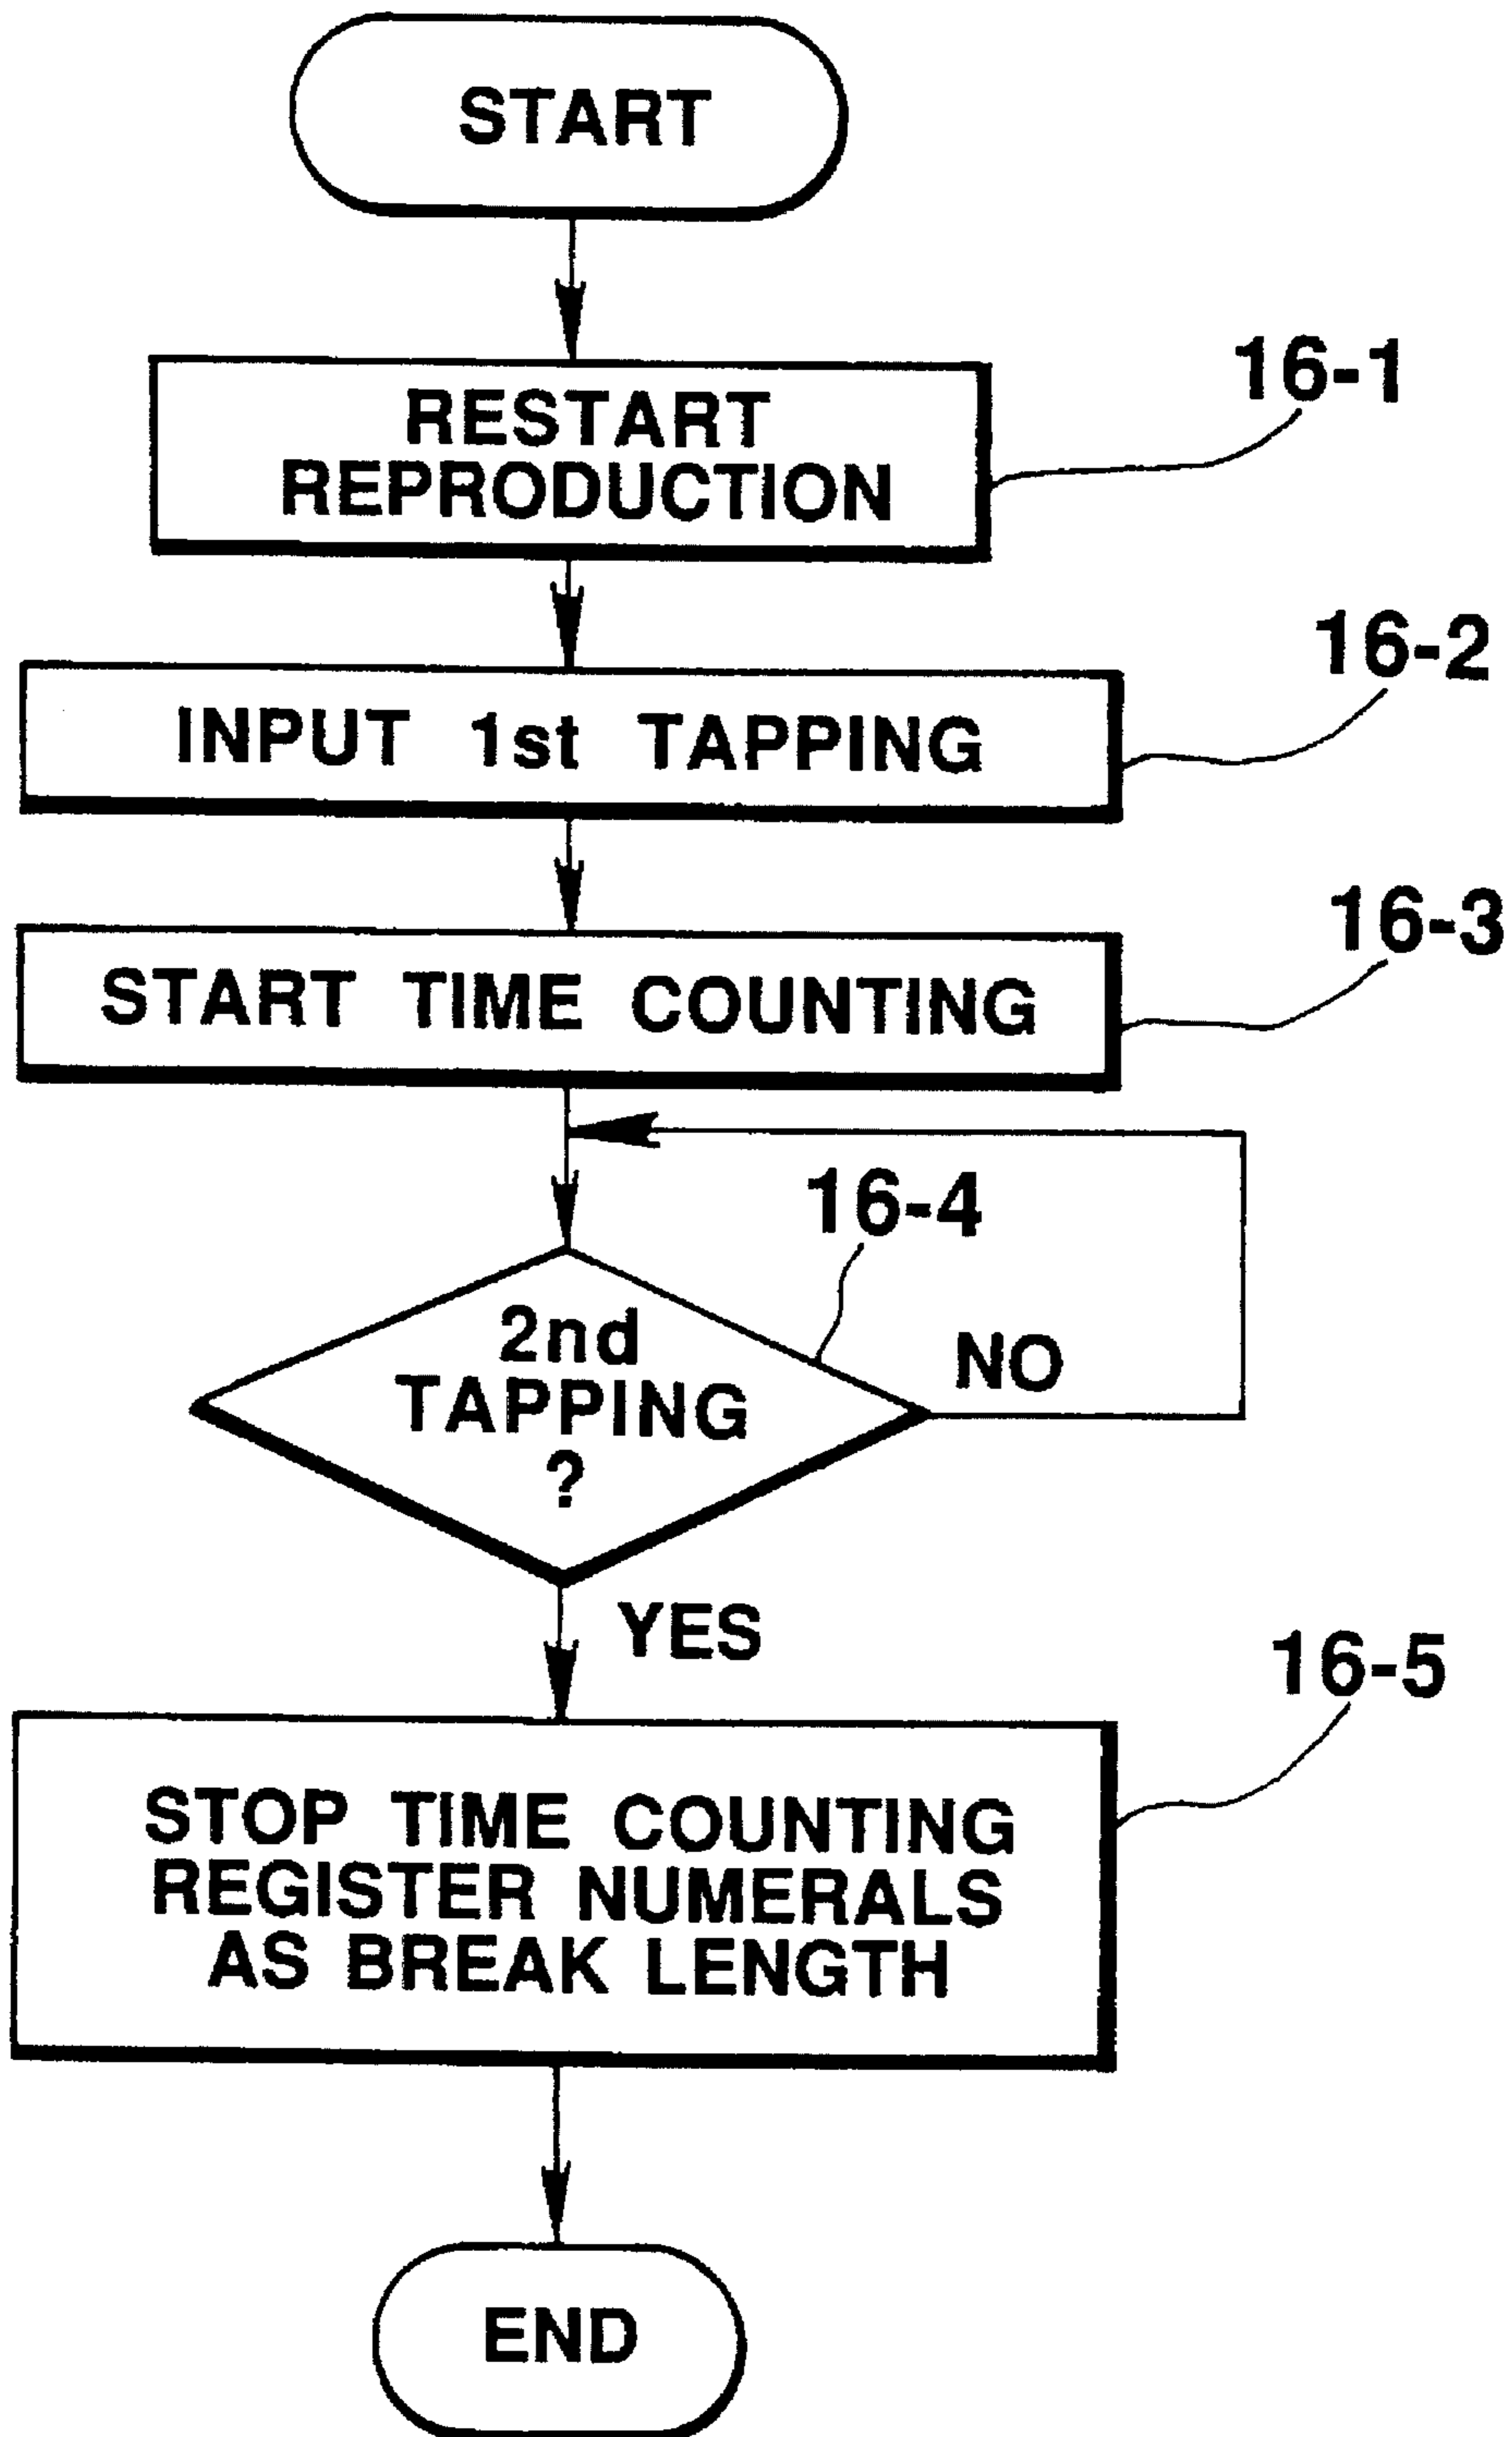 START
RESTART
REPRODUCTION
16-1
INPUT 1st TAPPING
16-2
START TIME COUNTING
16-3
16-4
2nd
TAPPING
?
NO
YES
STOP TIME COUNTING
REGISTER NUMERALS
AS BREAK LENGTH
16-5
END